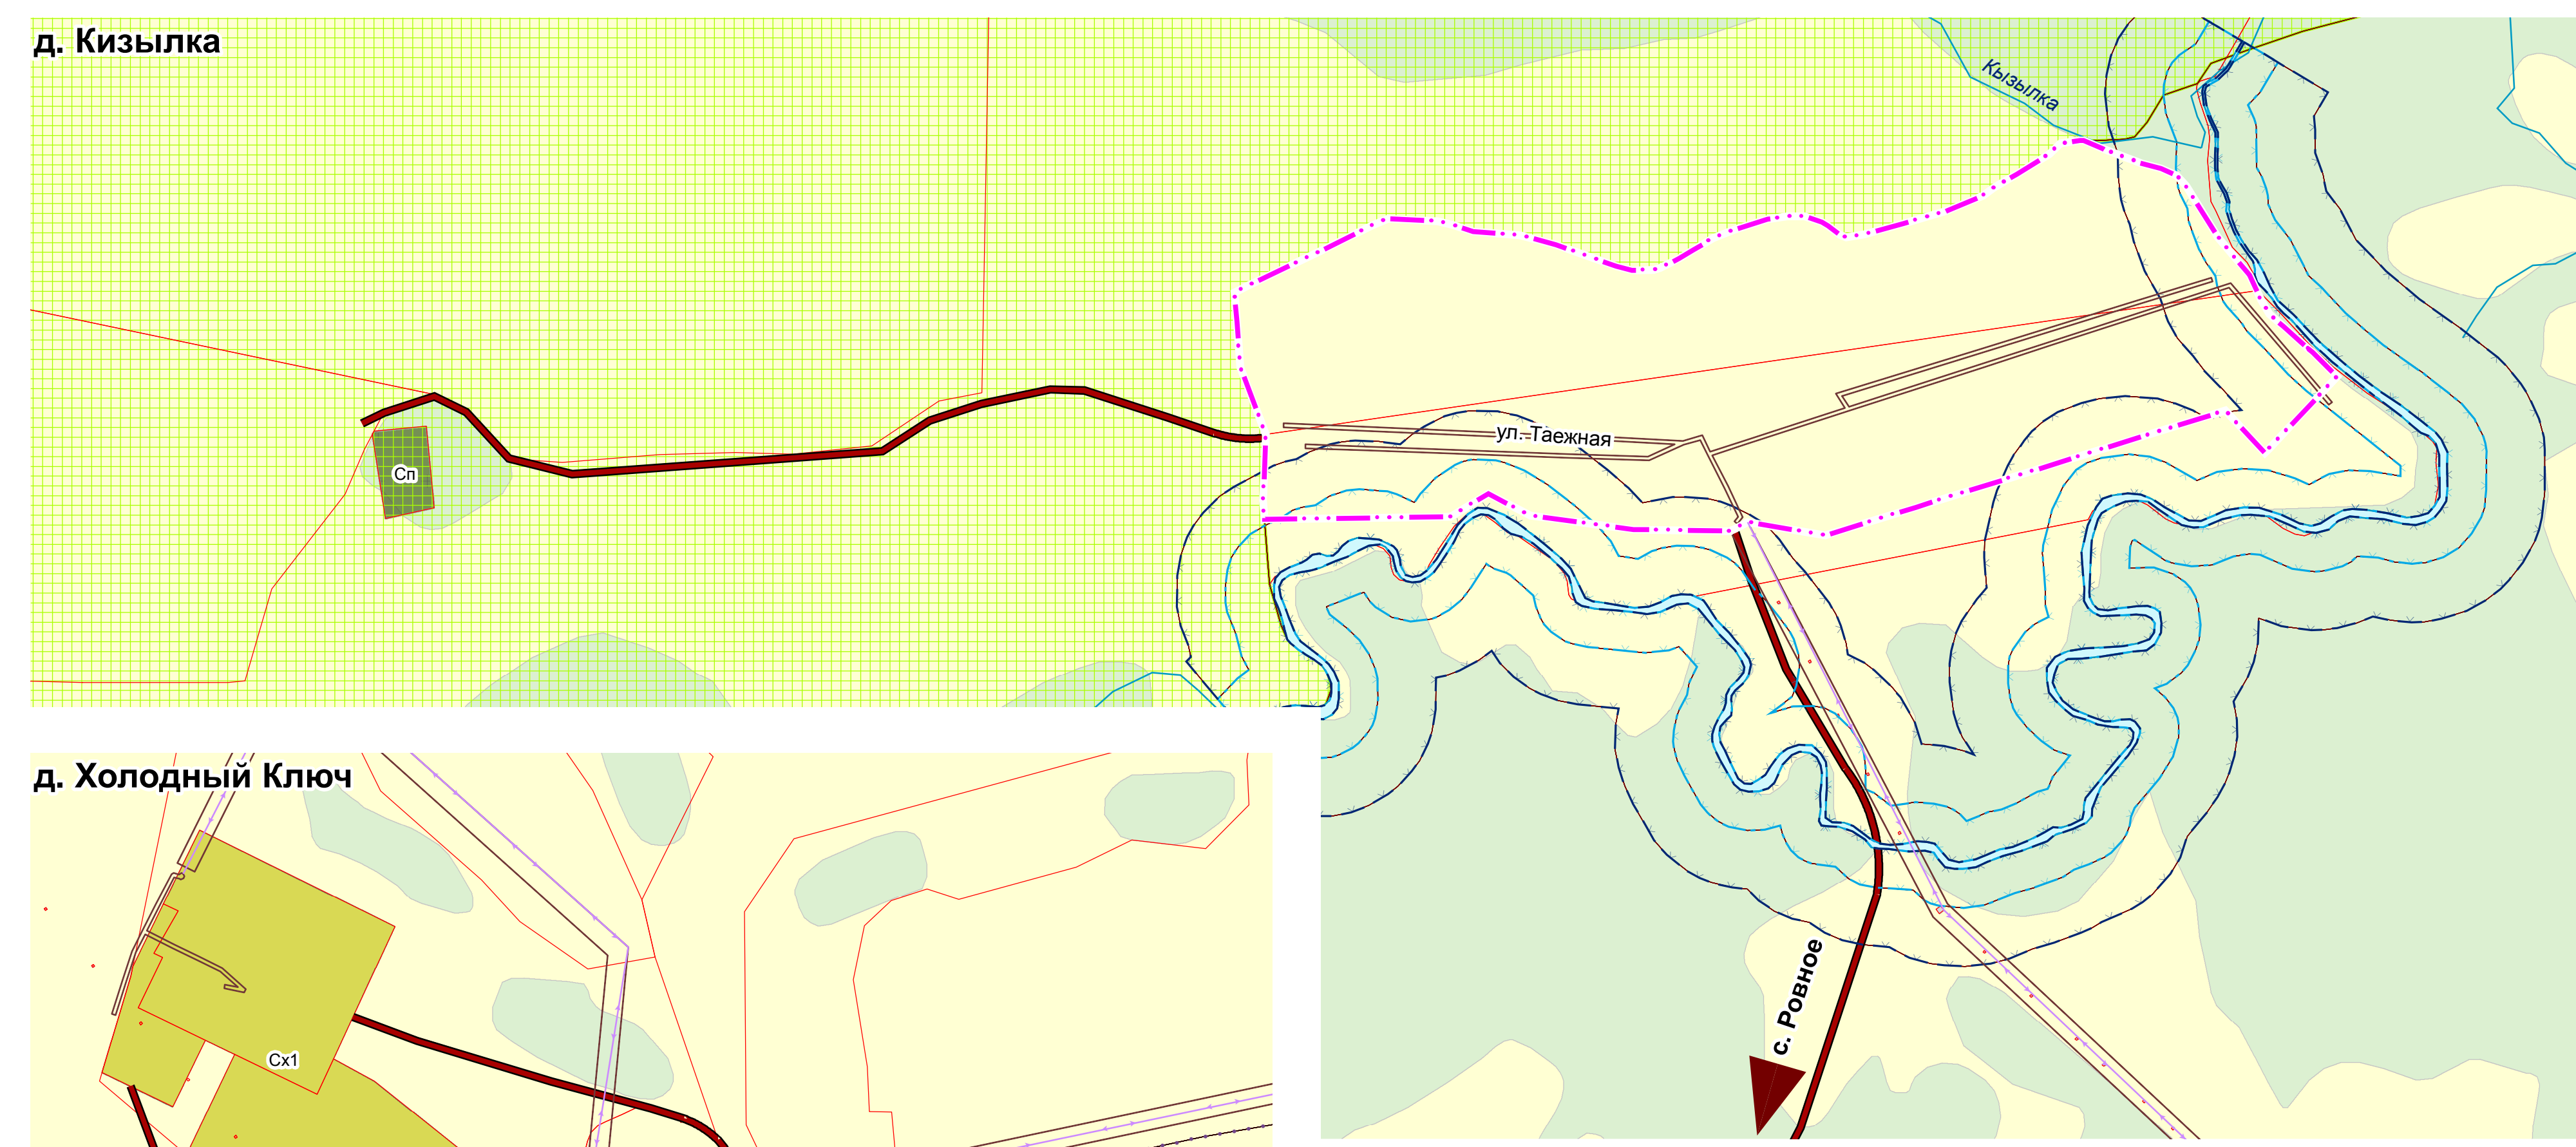 д. Кизылка
Кызылка
ул. Таежная
Сп
д. Холодный Ключ
с. Ровное
Сх1